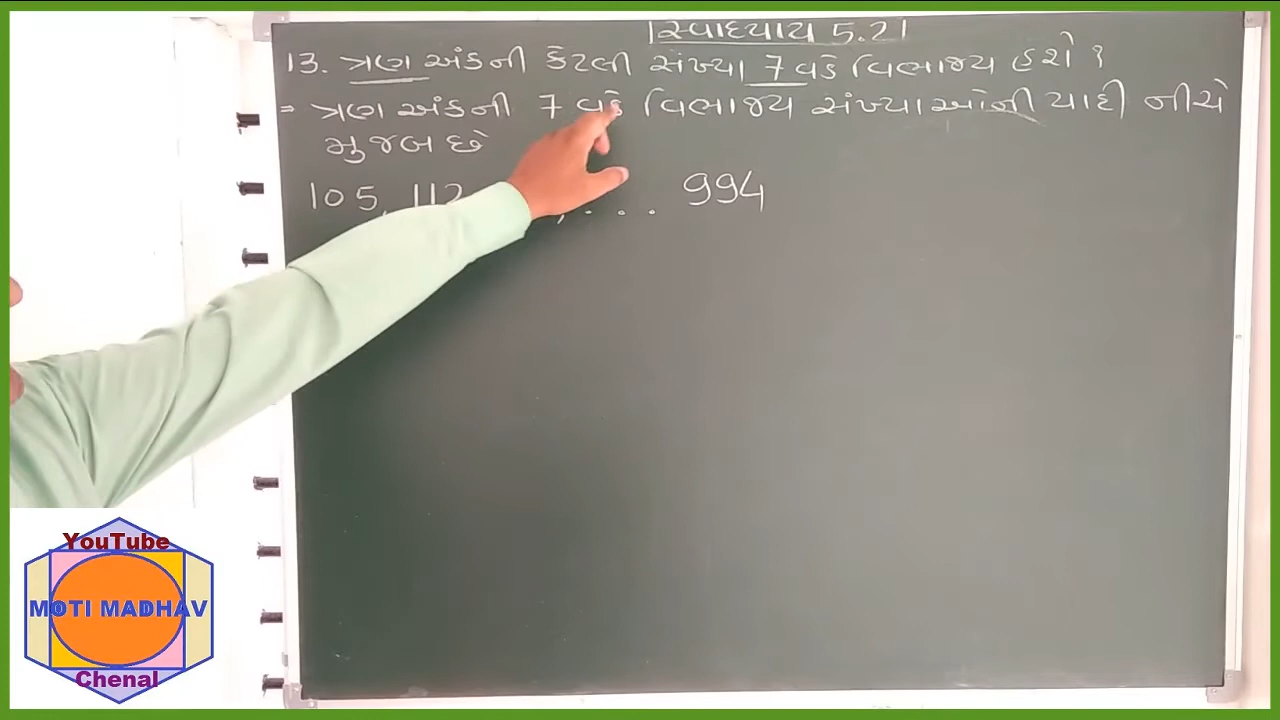 સ્વાધ્યાય 5.2
13. ત્રણ અંકની કેટલી સંખ્યા 7 વડે વિભાજ્ય હશે ?
= ત્રણ અંકની 7 વડે વિભાજ્ય સંખ્યાઓની યાદી નીચે
મુજબ છે
105, 112 ,.... 994
YouTube
MOTI MADHAV
Chenal